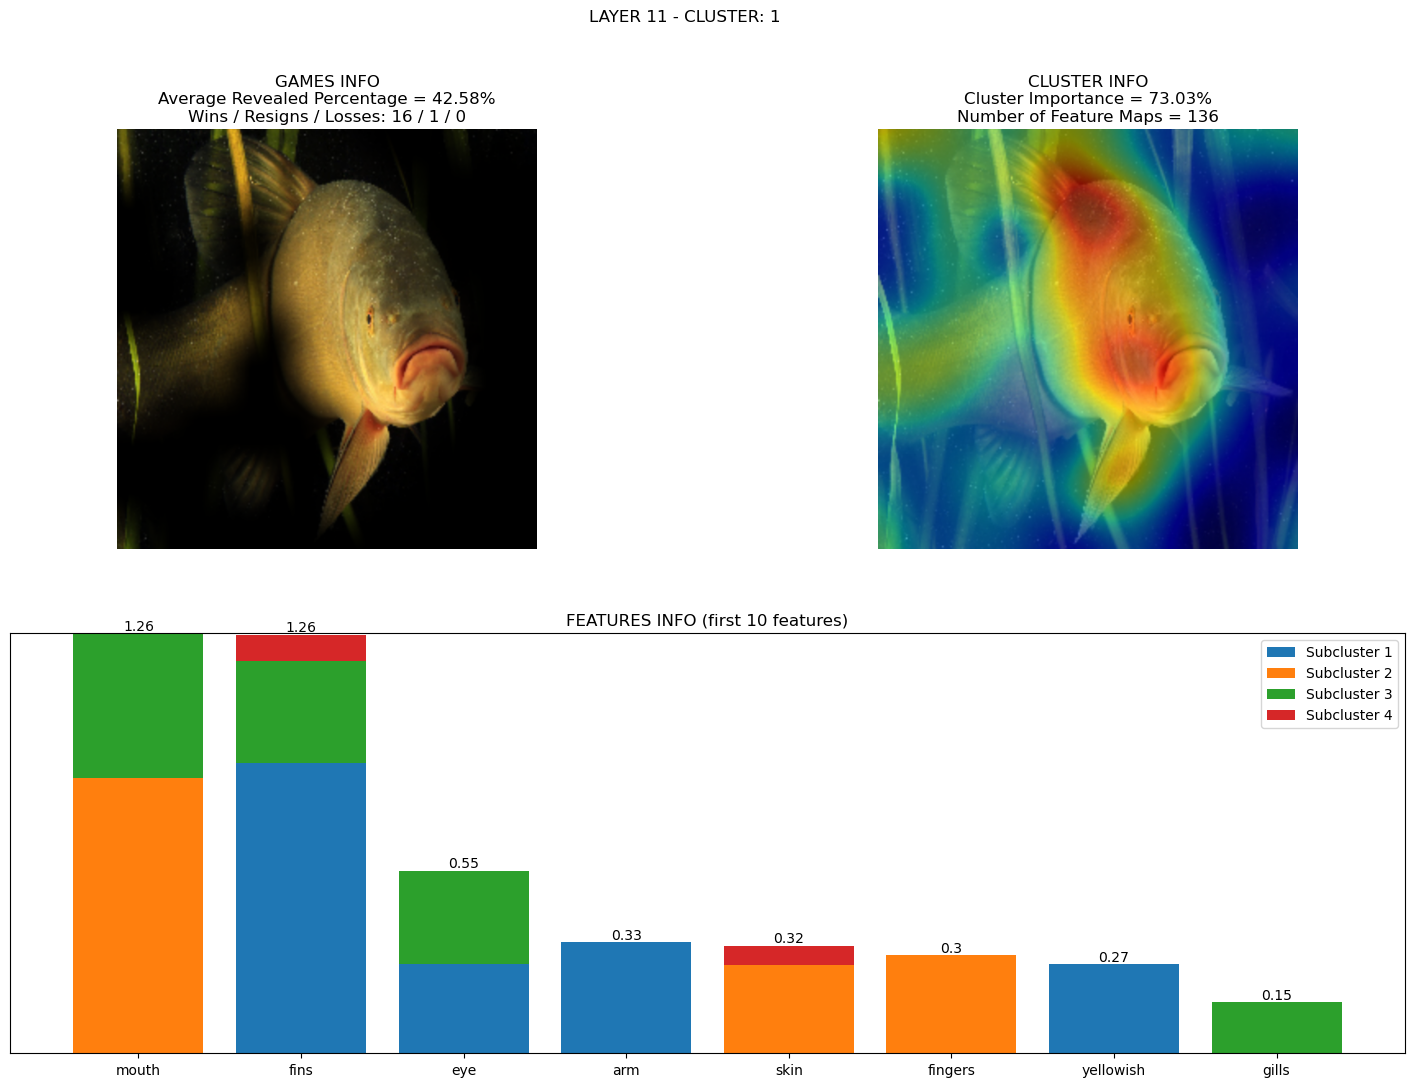 LAYER 11 - CLUSTER: 1
GAMES INFO
Average Revealed Percentage = 42.58%
Wins / Resigns / Losses: 16 / 1 / 0
CLUSTER INFO
Cluster Importance = 73.03%
Number of Feature Maps = 136
FEATURES INFO (first 10 features)
1.26
1.26
0.55
0.33
0.32
0.3
0.27
0.15
Subcluster 1
Subcluster 2
Subcluster 3
Subcluster 4
mouth
fins
eye
arm
skin
fingers
yellowish
gills